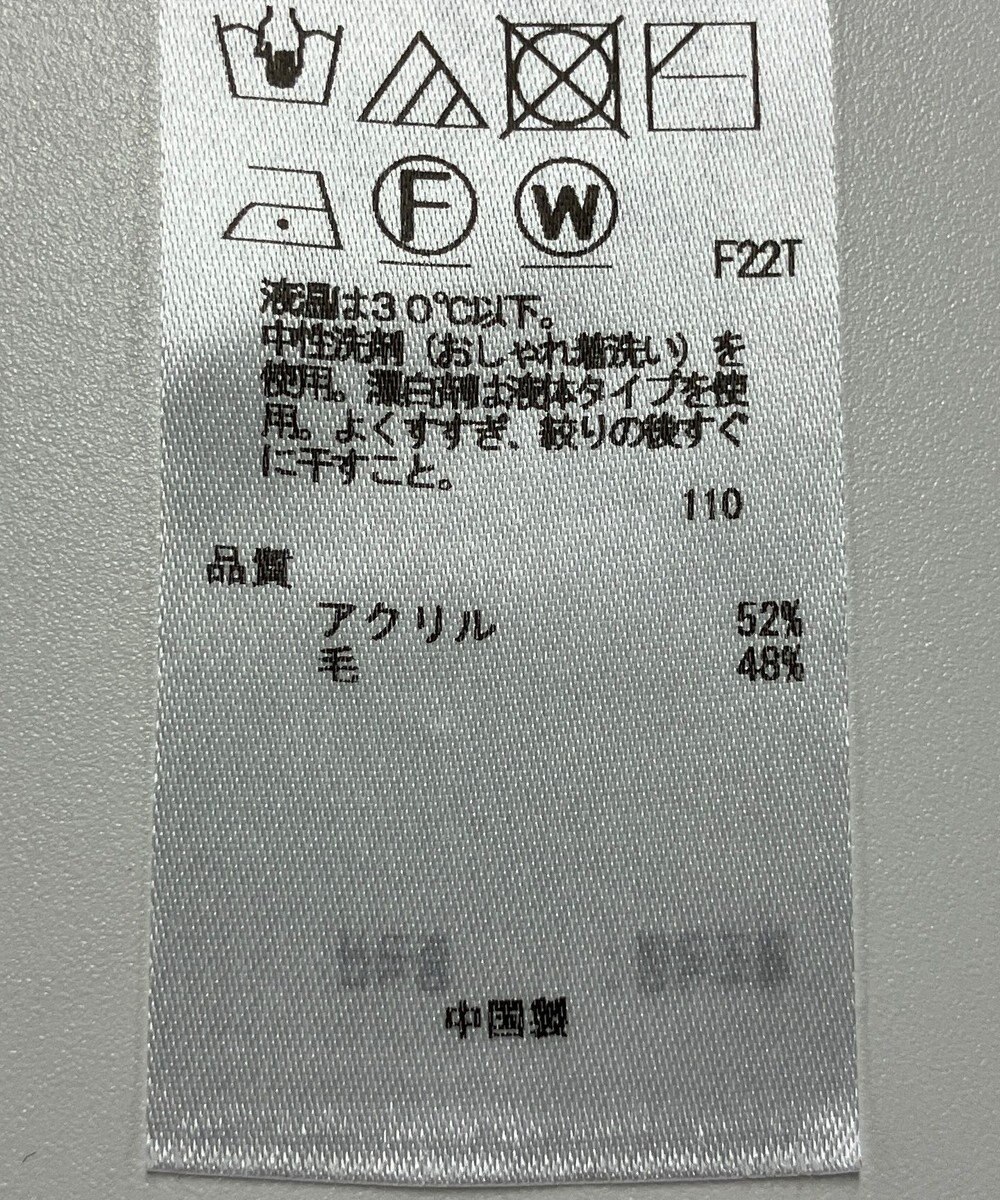 F W
F22T
液温は30℃以下。
中性洗剤(おしゃれ着洗い)を
使用。漂白剤は液体タイプを使
用。よくすすぎ、絞りの後すぐ
に干すこと。
110
品質
アクリル 52%
毛 48%
中国製